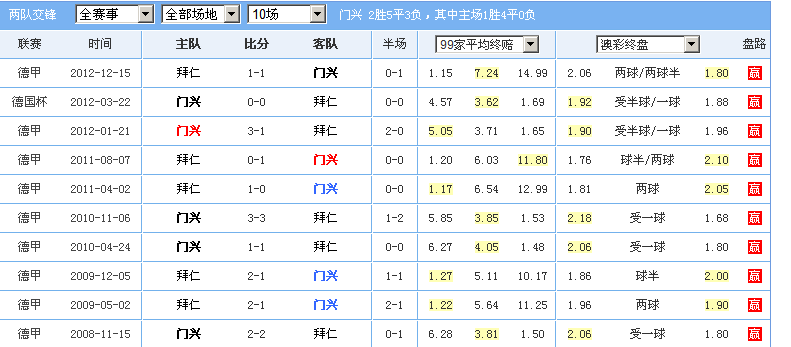 两队交锋 全赛事 全部场地 10场 门兴 2胜5平3负，其中主场1胜4平0负
联赛 时间 主队 比分 客队 半场 99家平均终赔 澳彩终盘 盘路
德甲 2012-12-15 拜仁 1-1 门兴 0-1 1.15 7.24 14.99 2.06 两球/两球半 1.80 赢
德国杯 2012-03-22 门兴 0-0 拜仁 0-0 4.57 3.62 1.69 1.92 受半球/一球 1.88 赢
德甲 2012-01-21 门兴 3-1 拜仁 2-0 5.05 3.71 1.65 1.90 受半球/一球 1.96 赢
德甲 2011-08-07 拜仁 0-1 门兴 0-0 1.20 6.03 11.80 1.76 球半/两球 2.10 赢
德甲 2011-04-02 拜仁 1-0 门兴 0-0 1.17 6.54 12.99 1.81 两球 2.05 赢
德甲 2010-11-06 门兴 3-3 拜仁 1-2 5.85 3.85 1.53 2.18 受一球 1.68 赢
德甲 2010-04-24 门兴 1-1 拜仁 0-0 6.27 4.05 1.48 2.06 受一球 1.80 赢
德甲 2009-12-05 拜仁 2-1 门兴 1-1 1.27 5.11 10.17 1.86 球半 2.00 赢
德甲 2009-05-02 拜仁 2-1 门兴 2-1 1.22 5.64 11.25 1.96 两球 1.90 赢
德甲 2008-11-15 门兴 2-2 拜仁 0-1 6.28 3.81 1.50 2.06 受一球 1.80 赢